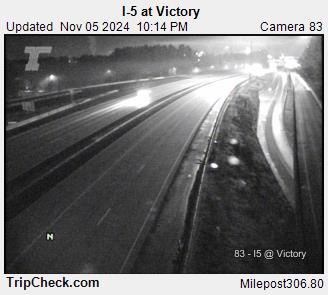 I-5 at Victory
Updated Nov 05 2024 10:14 PM Camera 83
T
N
83 - I5 @ Victory
TripCheck.com Milepost306.80